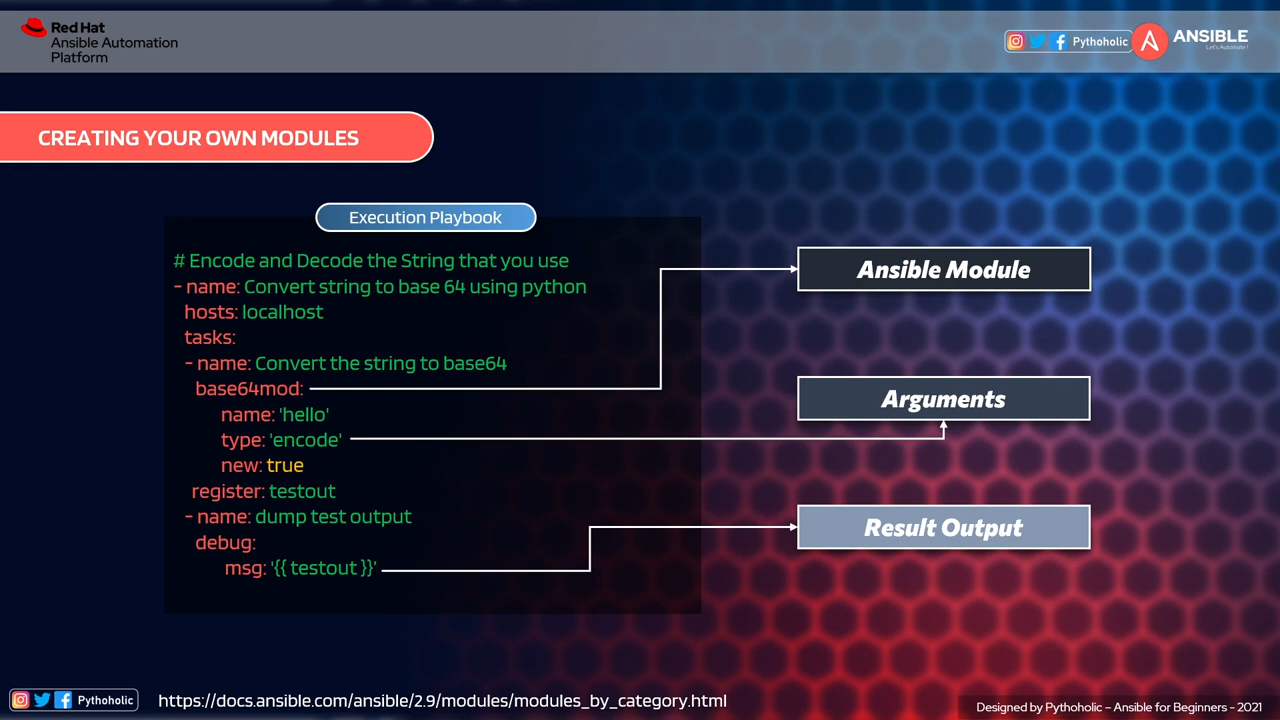 Red Hat
Ansible Automation
Platform
Pythoholic
ANSIBLE
Let's Automate !
CREATING YOUR OWN MODULES
Execution Playbook
# Encode and Decode the String that you use
- name: Convert string to base 64 using python
hosts: localhost
tasks:
- name: Convert the string to base64
base64mod:
name: 'hello'
type: 'encode'
new: true
register: testout
- name: dump test output
debug:
msg: '{{ testout }}'
Ansible Module
Arguments
Result Output
Pythoholic
https://docs.ansible.com/ansible/2.9/modules/modules_by_category.html
Designed by Pythoholic – Ansible for Beginners - 2021